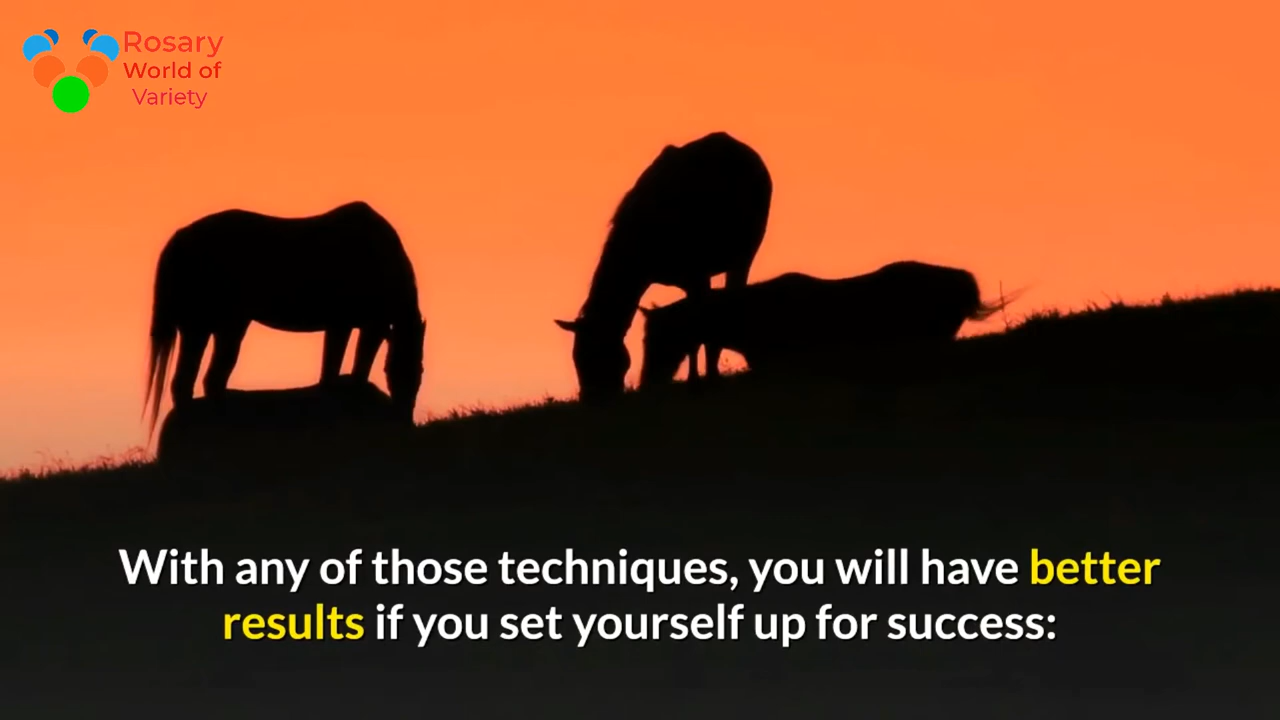 Rosary
World of
Variety
With any of those techniques, you will have better
results if you set yourself up for success: